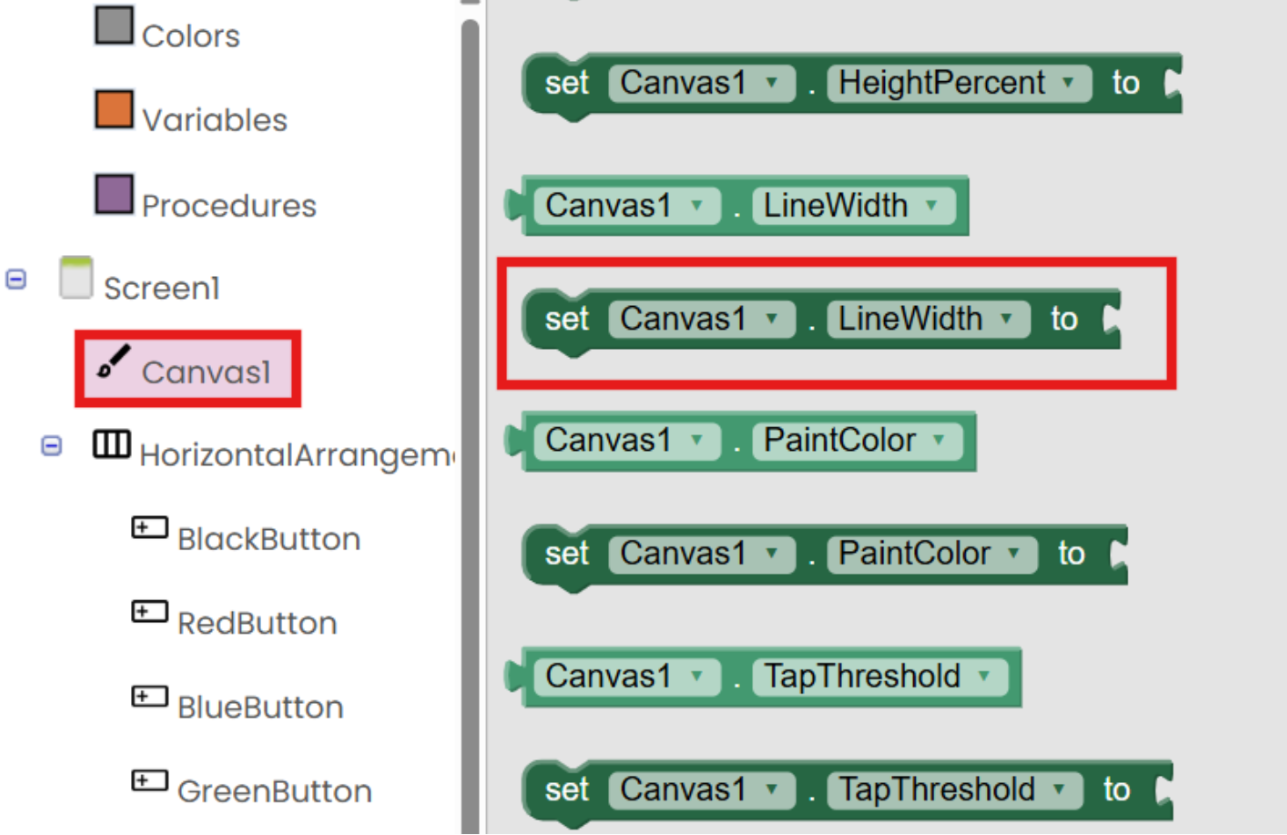 Colors
Variables
Procedures
Screen1
Canvas1
HorizontalArrangem
BlackButton
RedButton
BlueButton
GreenButton
set Canvas1 . HeightPercent to
Canvas1 . LineWidth
set Canvas1 . LineWidth to
Canvas1 . PaintColor
set Canvas1 . PaintColor to
Canvas1 . TapThreshold
set Canvas1 . TapThreshold to